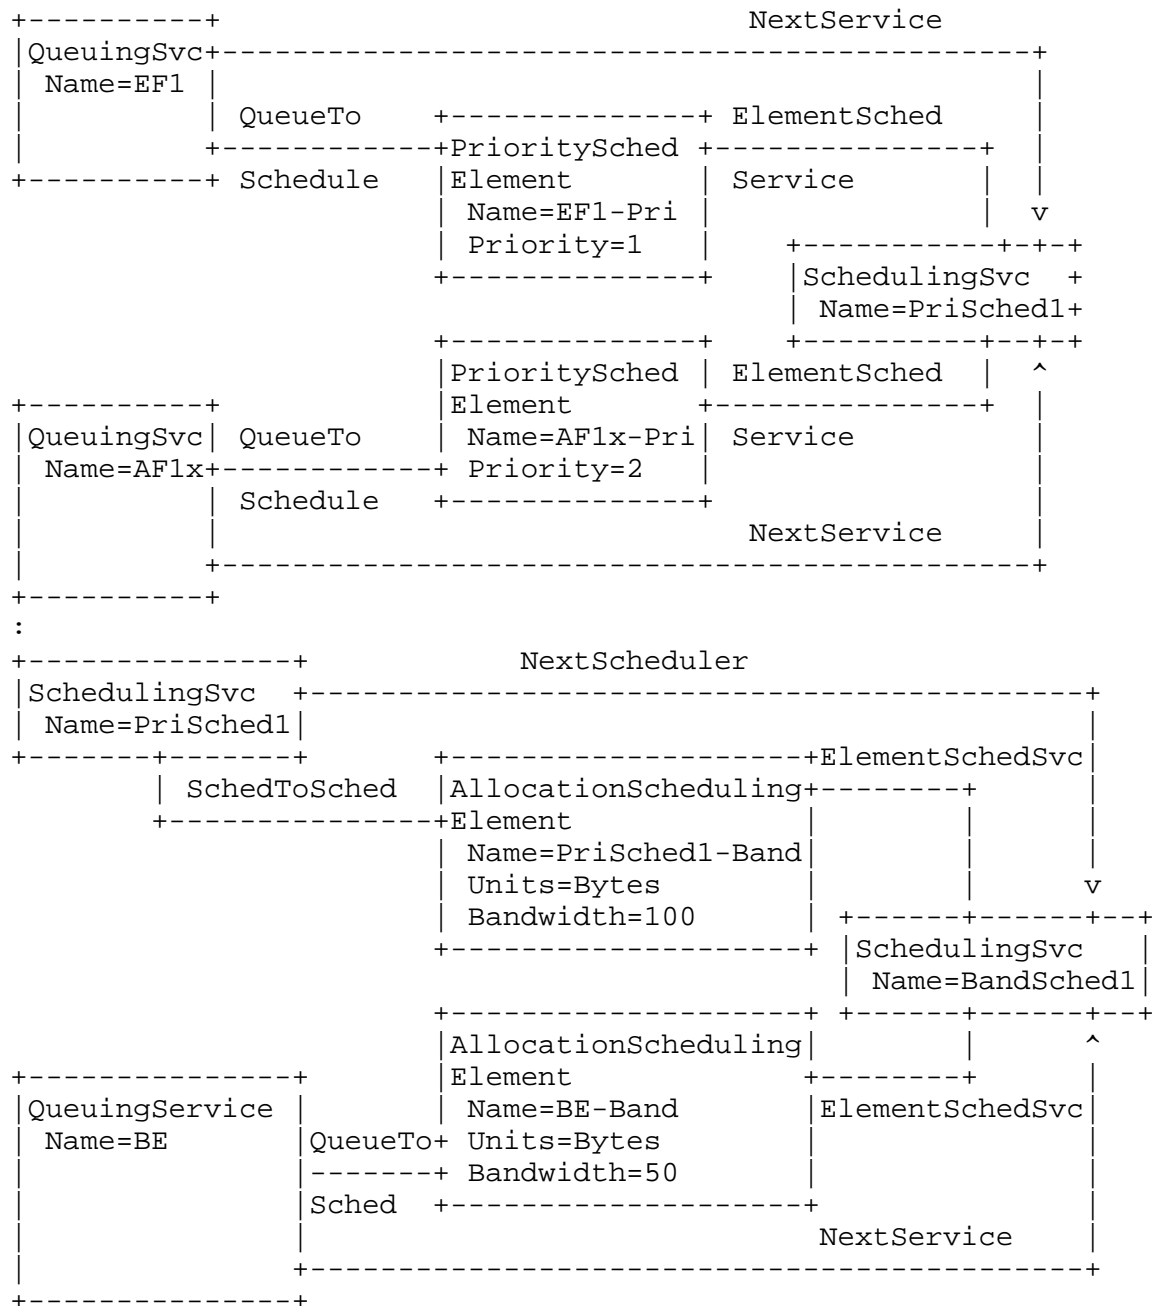 NextService
QueuingSvc
Name=EF1
QueueTo ElementSched
PrioritySched
Schedule Element Service
Name=EF1-Pri
Priority=1
SchedulingSvc
Name=PriSched1
PrioritySched ElementSched
Element
QueuingSvc QueueTo Name=AF1x-Pri Service
Name=AF1x Priority=2
Schedule
NextService
:
NextScheduler
SchedulingSvc
Name=PriSched1
ElementSchedSvc
SchedToSched AllocationScheduling
Element
Name=PriSched1-Band
Units=Bytes v
Bandwidth=100
SchedulingSvc
Name=BandSched1
AllocationScheduling
Element
QueuingService Name=BE-Band ElementSchedSvc
Name=BE QueueTo Units=Bytes
Bandwidth=50
Sched
NextService